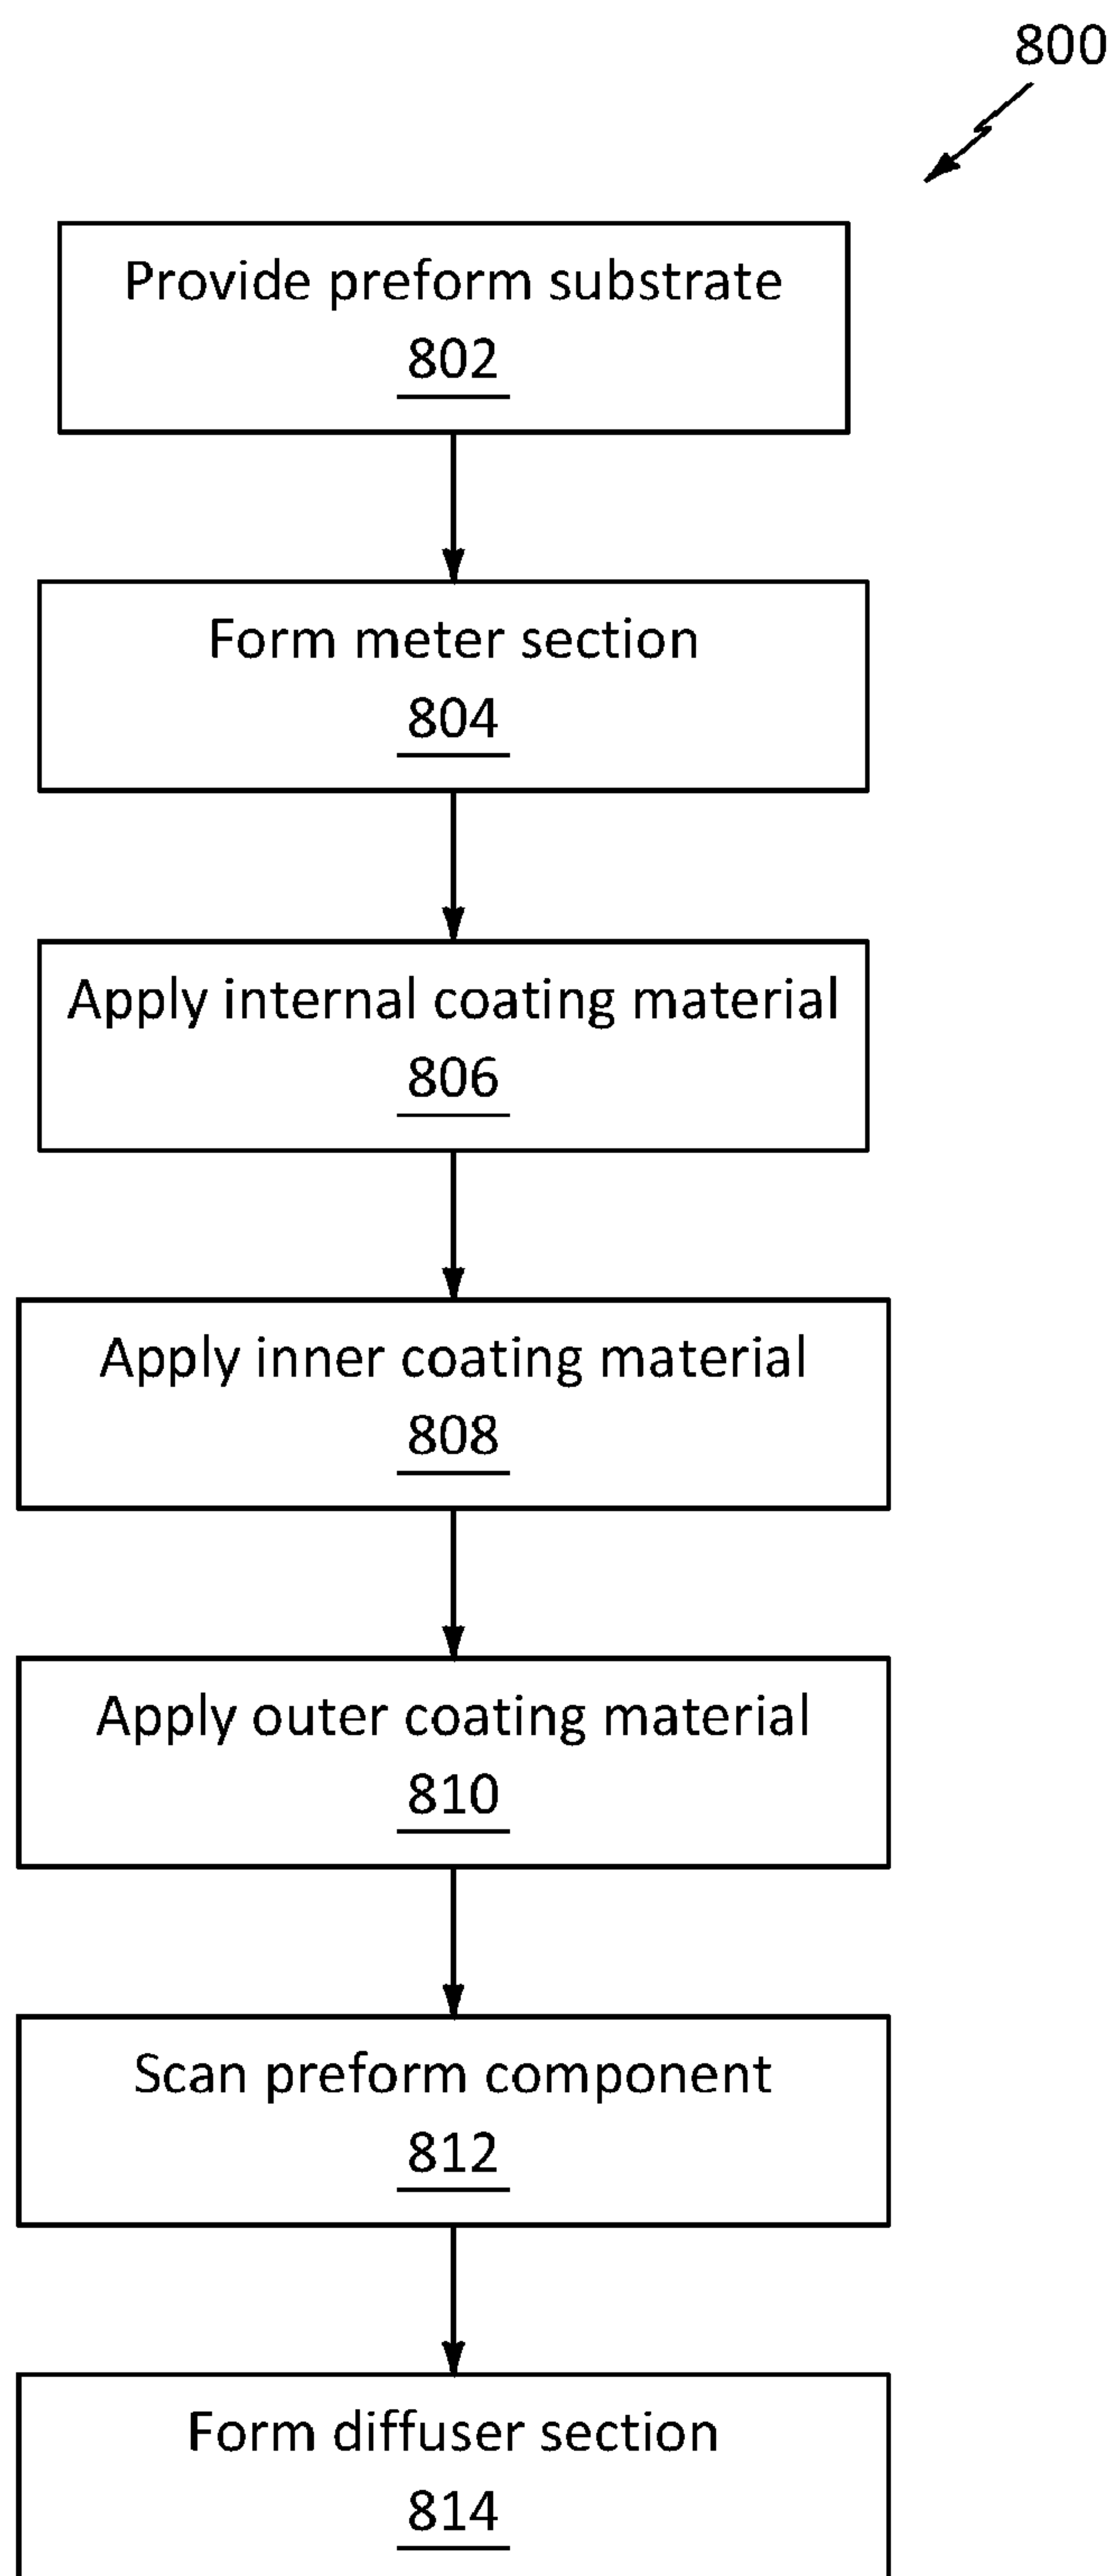 800
Provide preform substrate
802
Form meter section
804
Apply internal coating material
806
Apply inner coating material
808
Apply outer coating material
810
Scan preform component
812
Form diffuser section
814